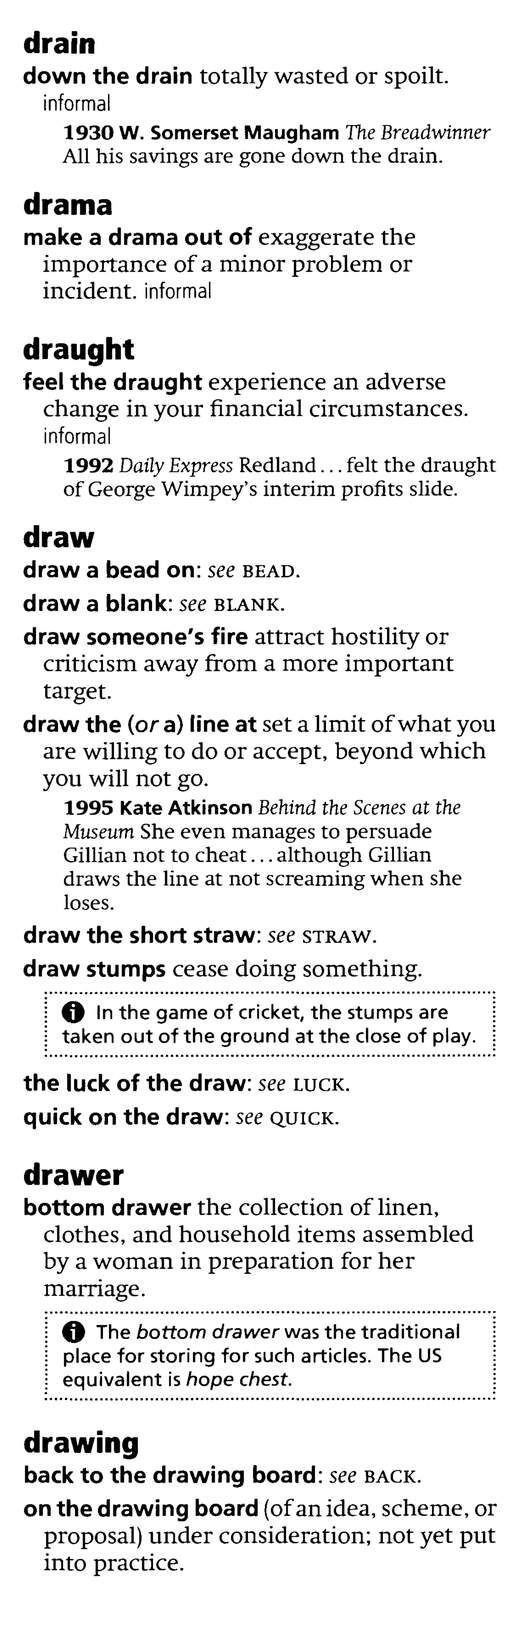 drain
down the drain totally wasted or spoilt.
informal
1930 W. Somerset Maugham The Breadwinner
All his savings are gone down the drain.
drama
make a drama out of exaggerate the
importance of a minor problem or
incident. informal
draught
feel the draught experience an adverse
change in your financial circumstances.
informal
1992 Daily Express Redland...felt the draught
of George Wimpey's interim profits slide.
draw
draw a bead on: see BEAD.
draw a blank: see BLANK.
draw someone's fire attract hostility or
criticism away from a more important
target.
draw the (or a) line at set a limit of what you
are willing to do or accept, beyond which
you will not go.
1995 Kate Atkinson Behind the Scenes at the
Museum She even manages to persuade
Gillian not to cheat...although Gillian
draws the line at not screaming when she
loses.
draw the short straw: see STRAW.
draw stumps cease doing something.
i In the game of cricket, the stumps are
taken out of the ground at the close of play.
the luck of the draw: see LUCK.
quick on the draw: see QUICK.
drawer
bottom drawer the collection of linen,
clothes, and household items assembled
by a woman in preparation for her
marriage.
i The bottom drawer was the traditional
place for storing for such articles. The US
equivalent is hope chest.
drawing
back to the drawing board: see BACK.
on the drawing board (of an idea, scheme, or
proposal) under consideration; not yet put
into practice.